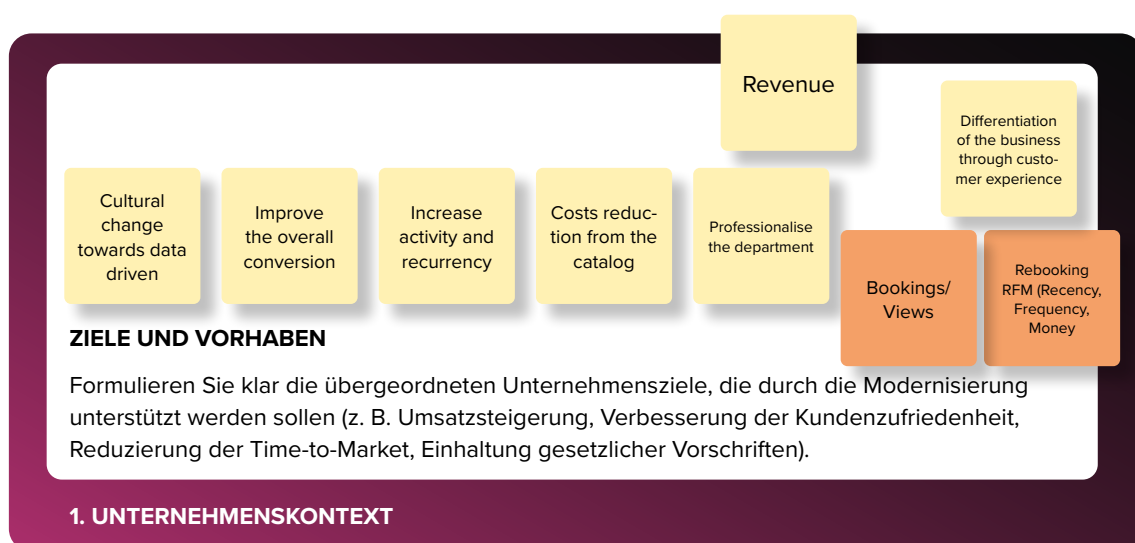 Revenue
Differentiation
of the business
through custo-
mer experience
Cultural
change
towards data
driven
Improve
the overall
conversion
Increase
activity and
recurrency
Costs reduc-
tion from the
catalog
Professionalise
the department
Bookings/
Views
Rebooking
RFM (Recency,
Frequency,
Money
ZIELE UND VORHABEN
Formulieren Sie klar die übergeordneten Unternehmensziele, die durch die Modernisierung
unterstützt werden sollen (z. B. Umsatzsteigerung, Verbesserung der Kundenzufriedenheit,
Reduzierung der Time-to-Market, Einhaltung gesetzlicher Vorschriften).
1. UNTERNEHMENSKONTEXT